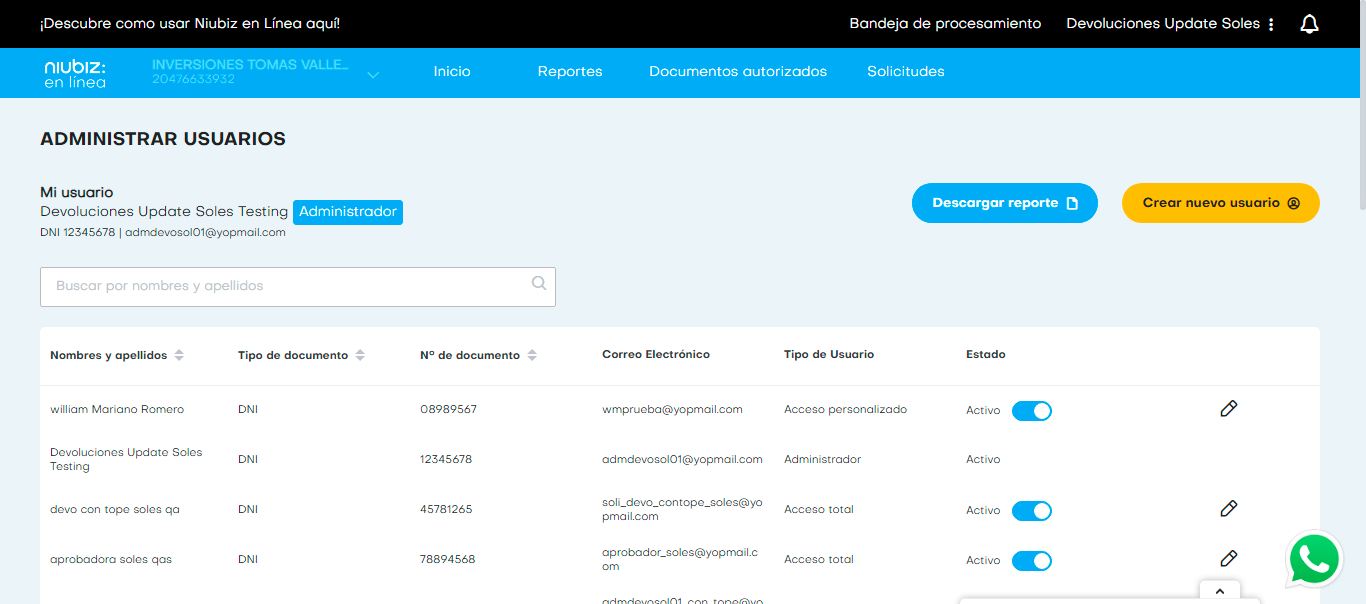 ¡Descubre como usar Niubiz en Línea aquí!
Bandeja de procesamiento
Devoluciones Update Soles
niubiz:
en línea
INVERSIONES TOMAS VALLE...
20476633932
Inicio
Reportes
Documentos autorizados
Solicitudes
ADMINISTRAR USUARIOS
Mi usuario
Devoluciones Update Soles Testing Administrador
DNI 12345678 | admdevosol01@yopmail.com
Descargar reporte
Crear nuevo usuario
Buscar por nombres y apellidos
Nombres y apellidos Tipo de documento Nº de documento Correo Electrónico Tipo de Usuario Estado
william Mariano Romero DNI 08989567 wmprueba@yopmail.com Acceso personalizado Activo
Devoluciones Update Soles
Testing
DNI 12345678 admdevosol01@yopmail.com Administrador Activo
devo con tope soles qa DNI 45781265
soli_devo_contope_soles@yo
pmail.com
Acceso total Activo
aprobadora soles qas DNI 78894568
aprobador_soles@yopmail.c
om
Acceso total Activo
admdevosol01_con_tope@yo